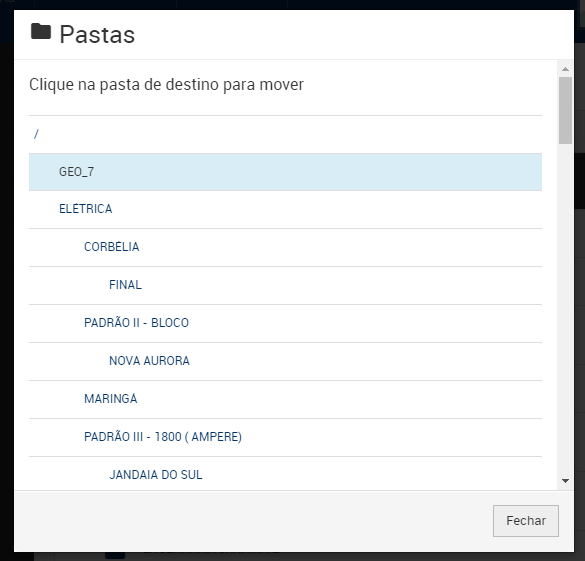 Pastas
Clique na pasta de destino para mover
/
GEO_7
ELÉTRICA
CORBÉLIA
FINAL
PADRÃO II - BLOCO
NOVA AURORA
MARINGÁ
PADRÃO III - 1800 ( AMPERE)
JANDAIA DO SUL
Fechar